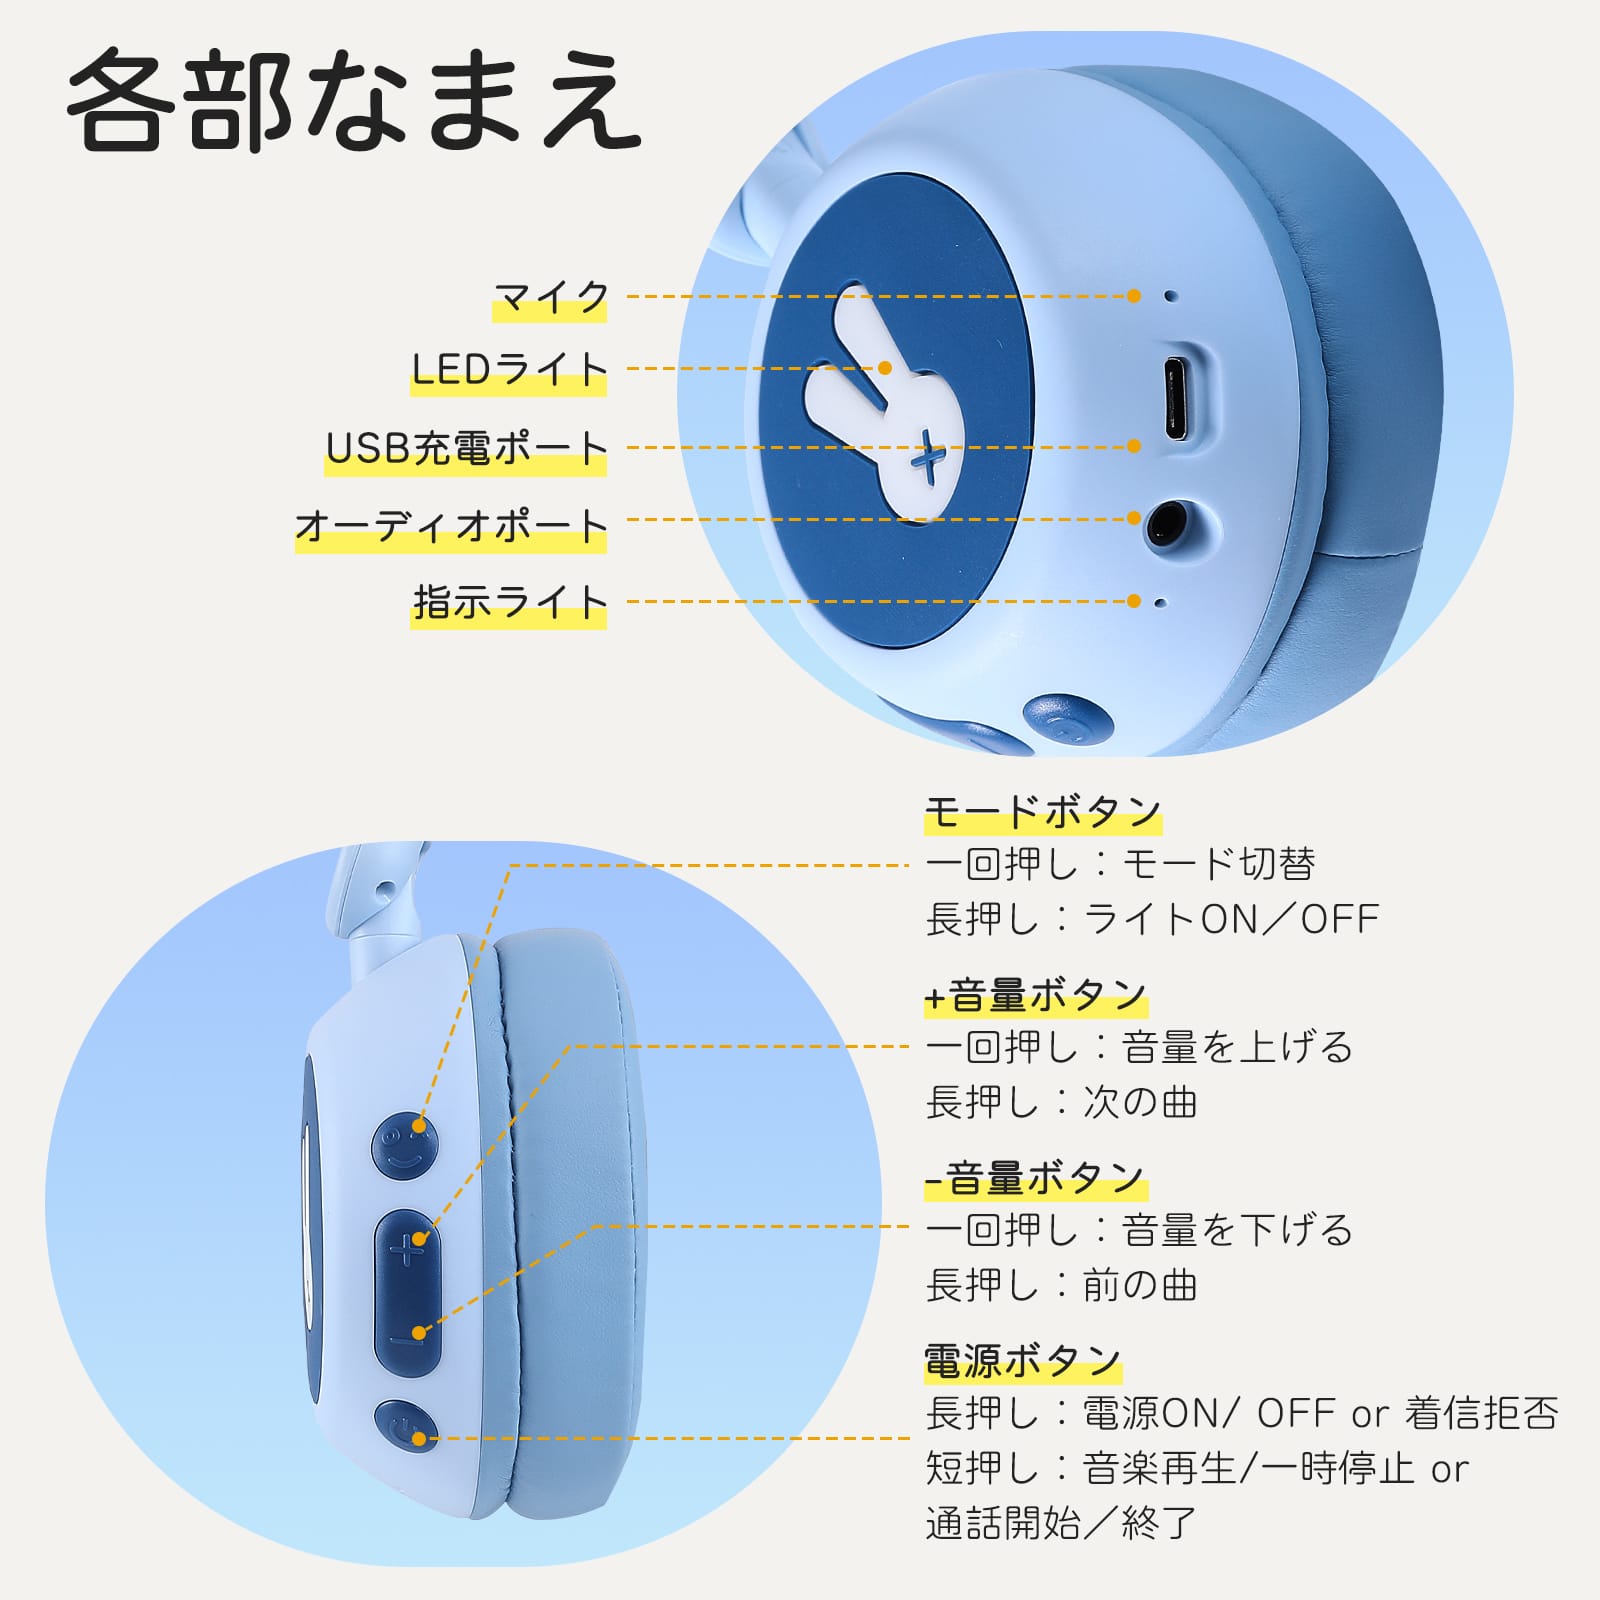 各部なまえ
マイク
LEDライト
USB充電ポート
オーディオポート
指示ライト
モードボタン
一回押し：モード切替
長押し：ライトON／OFF
+音量ボタン
一回押し：音量を上げる
長押し：次の曲
-音量ボタン
一回押し：音量を下げる
長押し：前の曲
電源ボタン
長押し：電源ON/ OFF or 着信拒否
短押し：音楽再生/一時停止 or
通話開始／終了